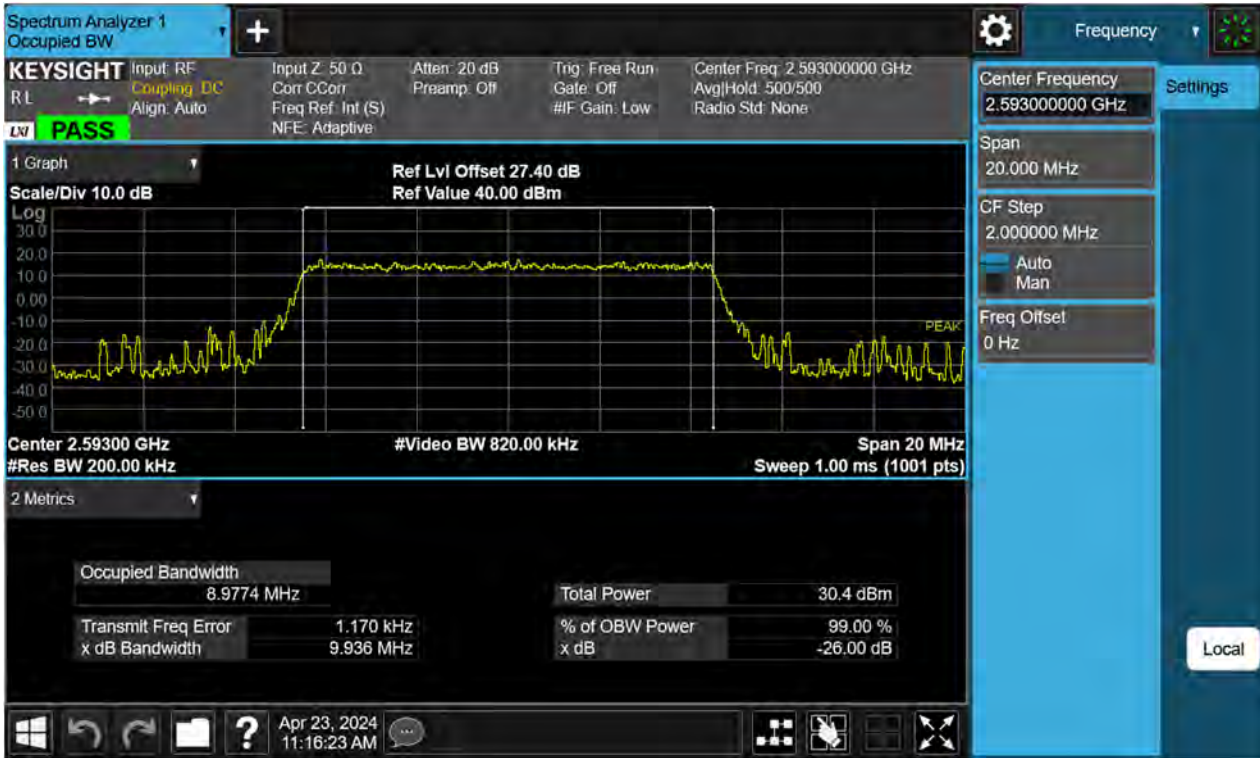 Spectrum Analyzer 1
Occupied BW
+
Frequency
KEYSIGHT
RL
LXI PASS
Input: RF
Coupling: DC
Align: Auto
Input Z: 50 Ω
Corr CCorr
Freq Ref: Int (S)
NFE: Adaptive
Atten: 20 dB
Preamp: Off
Trig: Free Run
Gate: Off
#IF Gain: Low
Center Freq: 2.593000000 GHz
Avg|Hold: 500/500
Radio Std: None
1 Graph
Scale/Div 10.0 dB
Ref Lvl Offset 27.40 dB
Ref Value 40.00 dBm
Log
30.0
20.0
10.0
0.00
-10.0
-20.0
-30.0
-40.0
-50.0
PEAK
Center 2.59300 GHz
#Video BW 820.00 kHz
Span 20 MHz
#Res BW 200.00 kHz
Sweep 1.00 ms (1001 pts)
2 Metrics
Occupied Bandwidth
8.9774 MHz
Total Power 30.4 dBm
Transmit Freq Error 1.170 kHz
% of OBW Power 99.00 %
x dB Bandwidth 9.936 MHz
x dB -26.00 dB
Center Frequency
2.593000000 GHz
Span
20.000 MHz
CF Step
2.000000 MHz
Auto
Man
Freq Offset
0 Hz
Settings
Local
?
Apr 23, 2024
11:16:23 AM